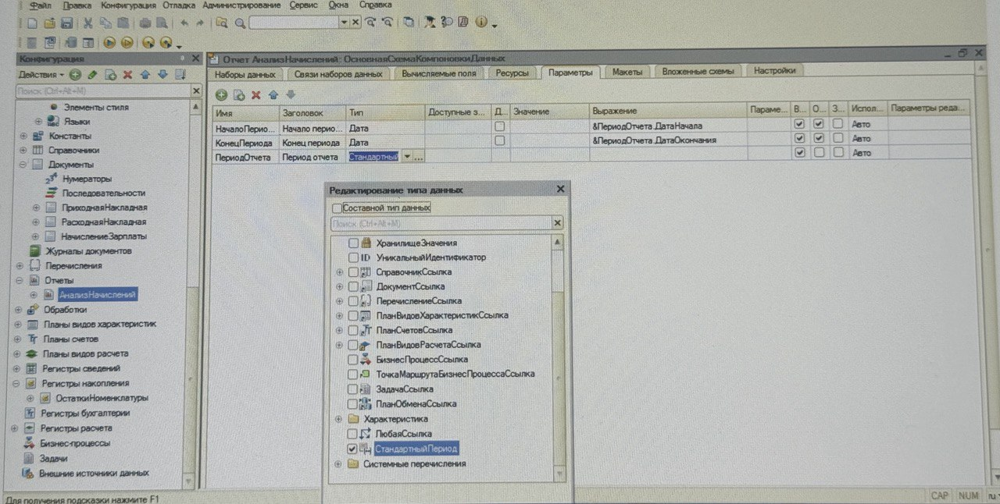 Файл Правка Конфигурация Отладка Администрирование Сервис Окна Справка
Конфигурация
Действия
Поиск (Ctrl+Alt+M)
Элементы стиля
Языки
Константы
Справочники
Документы
Нумераторы
Последовательности
ПриходнаяНакладная
РасходнаяНакладная
НачислениеЗарплаты
Журналы документов
Перечисления
Отчеты
АнализНачислений
Обработки
Планы видов характеристик
Планы счетов
Планы видов расчета
Регистры сведений
Регистры накопления
ОстаткиНоменклатуры
Регистры бухгалтерии
Регистры расчета
Бизнес-процессы
Задачи
Внешние источники данных
Отчет АнализНачислений: ОсновнаяСхемаКомпоновкиДанных
Наборы данных Связи наборов данных Вычисляемые поля Ресурсы Параметры Макеты Вложенные схемы Настройки
Имя Заголовок Тип Доступные з... Д... Значение Выражение Параме... В... О... З... Испол... Параметры реда...
НачалоПерио... Начало перио... Дата &ПериодОтчета.ДатаНачала Авто
КонецПериода Конец периода Дата &ПериодОтчета.ДатаОкончания Авто
ПериодОтчета Период отчета Стандартный ... Авто
Редактирование типа данных
Составной тип данных
Поиск (Ctrl+Alt+M)
ХранилищеЗначения
ID УникальныйИдентификатор
СправочникСсылка
ДокументСсылка
ПеречислениеСсылка
ПланВидовХарактеристикСсылка
ПланСчетовСсылка
ПланВидовРасчетаСсылка
БизнесПроцессСсылка
ТочкаМаршрутаБизнесПроцессаСсылка
ЗадачаСсылка
ПланОбменаСсылка
Характеристика
ЛюбаяСсылка
СтандартныйПериод
Системные перечисления
Для получения подсказки нажмите F1
CAP NUM ru